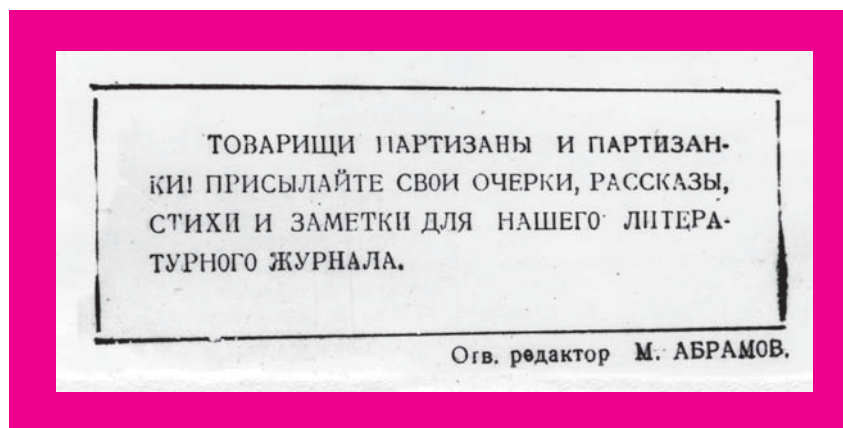 ТОВАРИЩИ ПАРТИЗАНЫ И ПАРТИЗАН-
КИ! ПРИСЫЛАЙТЕ СВОИ ОЧЕРКИ, РАССКАЗЫ,
СТИХИ И ЗАМЕТКИ ДЛЯ НАШЕГО ЛИТЕРА-
ТУРНОГО ЖУРНАЛА.
Отв. редактор М. АБРАМОВ.